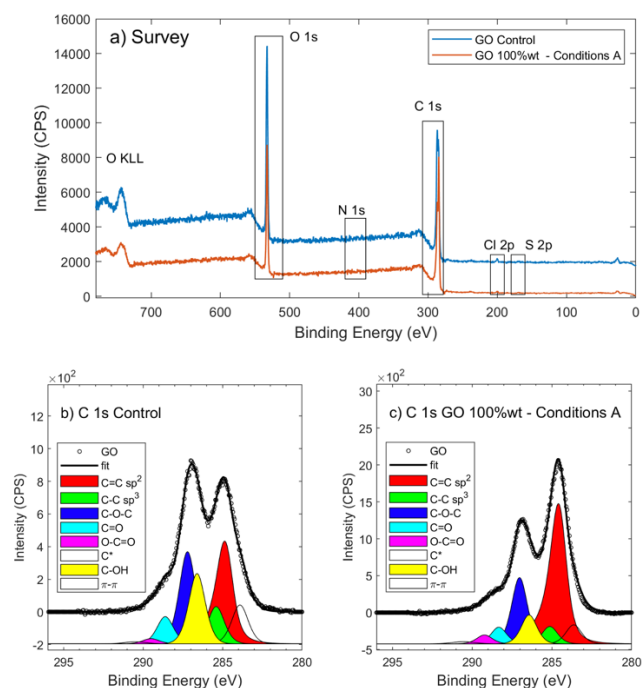 a) Survey
O 1s
GO Control
GO 100%wt - Conditions A
C 1s
O KLL
N 1s
Cl 2p
S 2p
Intensity (CPS)
16000
14000
12000
10000
8000
6000
4000
2000
0
700 600 500 400 300 200 100 0
Binding Energy (eV)
×10²
b) C 1s Control
GO
fit
C=C sp²
C-C sp³
C-O-C
C=O
O-C=O
C*
C-OH
π-π
Intensity (CPS)
14
12
10
8
6
4
2
0
-2
295 290 285 280
Binding Energy (eV)
×10²
c) C 1s GO 100%wt - Conditions A
GO
fit
C=C sp²
C-C sp³
C-O-C
C=O
O-C=O
C*
C-OH
π-π
Intensity (CPS)
30
25
20
15
10
5
0
-5
295 290 285 280
Binding Energy (eV)